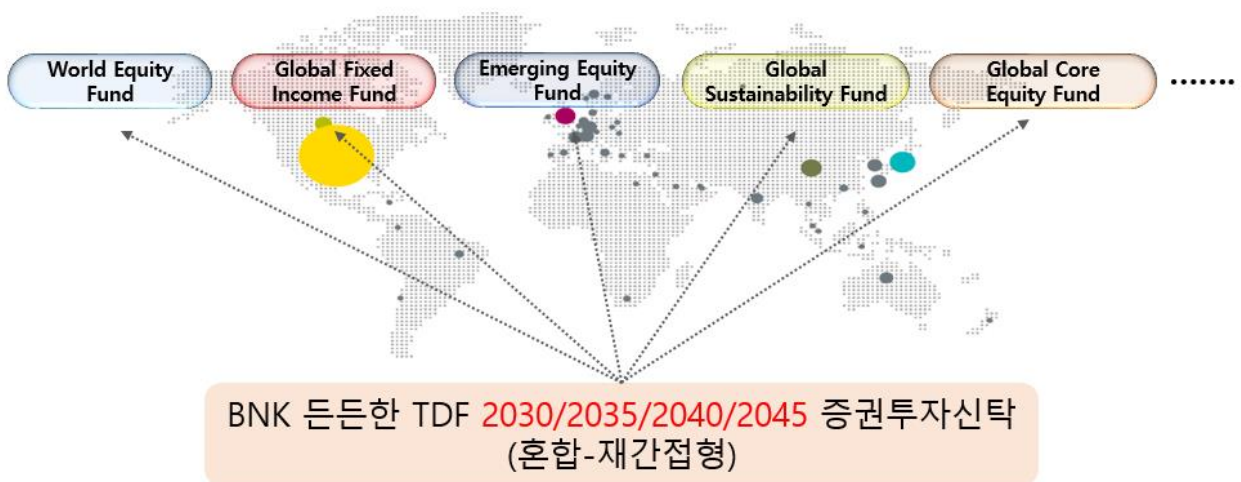 World Equity
Fund
Global Fixed
Income Fund
Emerging Equity
Fund
Global
Sustainability Fund
Global Core
Equity Fund
.......
BNK 든든한 TDF 2030/2035/2040/2045 증권투자신탁
(혼합-재간접형)